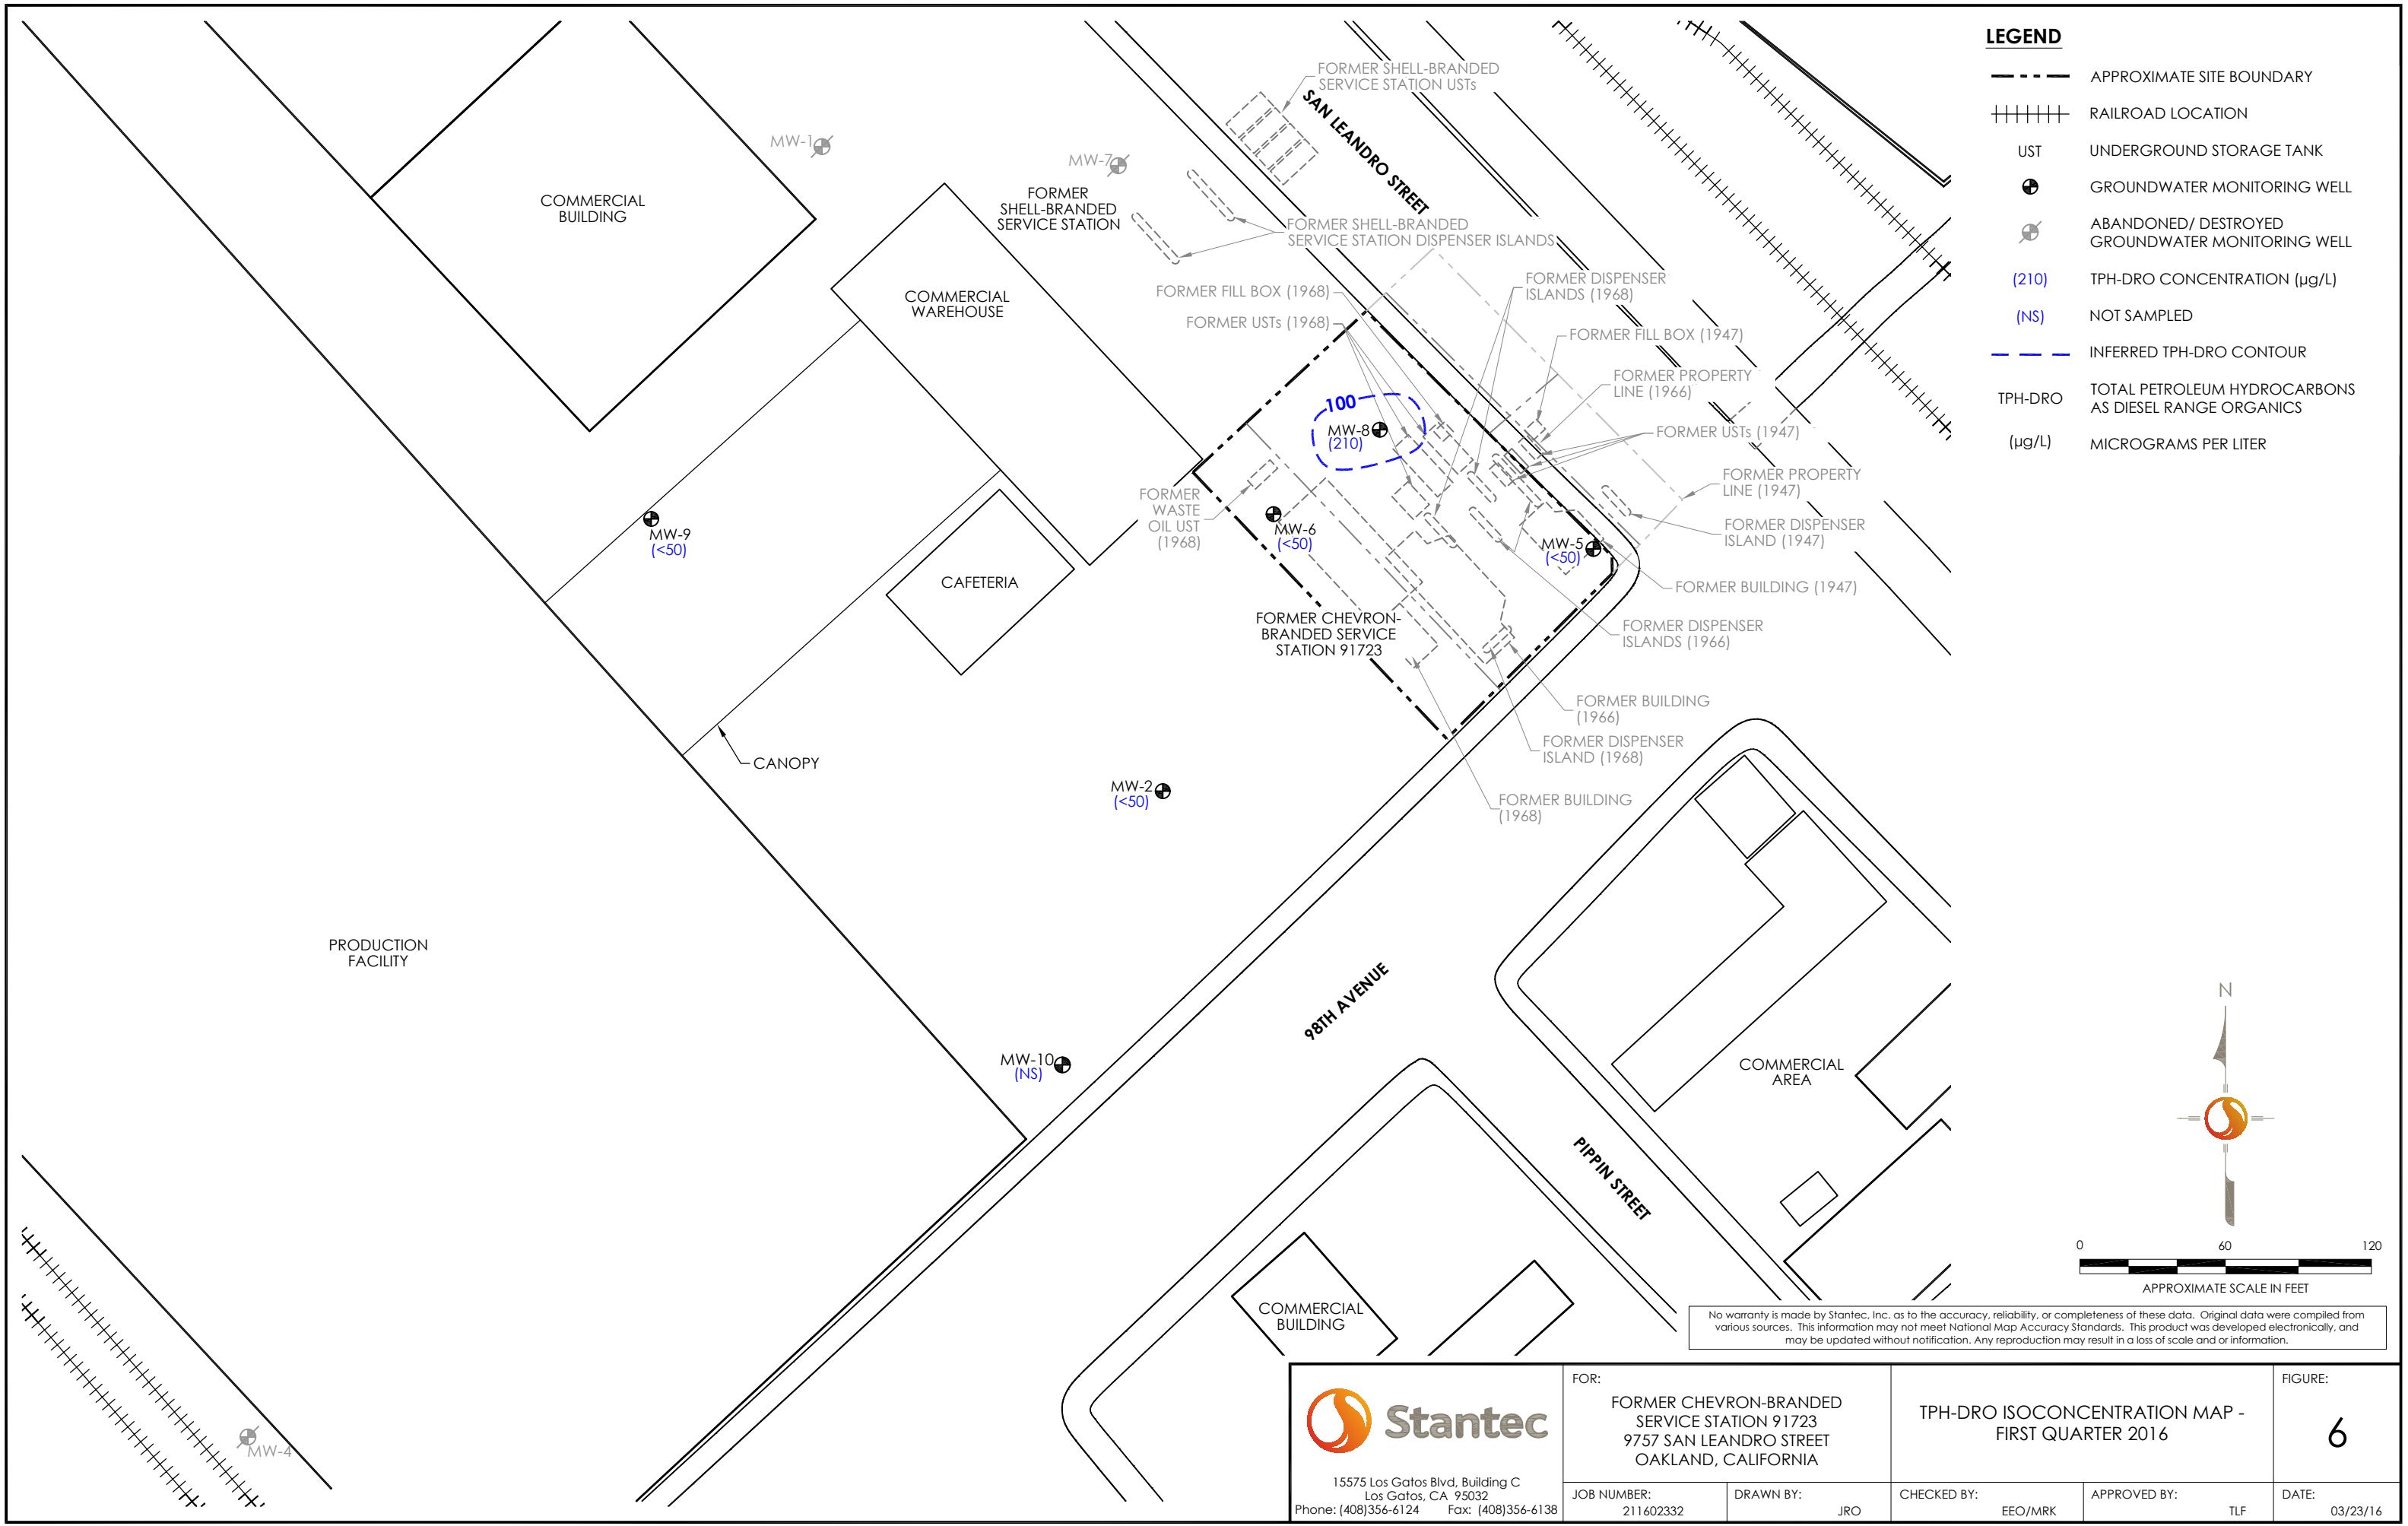 LEGEND
APPROXIMATE SITE BOUNDARY
RAILROAD LOCATION
UST UNDERGROUND STORAGE TANK
GROUNDWATER MONITORING WELL
ABANDONED/ DESTROYED
GROUNDWATER MONITORING WELL
(210) TPH-DRO CONCENTRATION (µg/L)
(NS) NOT SAMPLED
INFERRED TPH-DRO CONTOUR
TPH-DRO TOTAL PETROLEUM HYDROCARBONS
AS DIESEL RANGE ORGANICS
(µg/L) MICROGRAMS PER LITER
FORMER SHELL-BRANDED
SERVICE STATION USTs
SAN LEANDRO STREET
MW-1
MW-7
COMMERCIAL
BUILDING
FORMER
SHELL-BRANDED
SERVICE STATION
FORMER SHELL-BRANDED
SERVICE STATION DISPENSER ISLANDS
COMMERCIAL
WAREHOUSE
FORMER FILL BOX (1968)
FORMER USTs (1968)
FORMER DISPENSER
ISLANDS (1968)
FORMER FILL BOX (1947)
FORMER PROPERTY
LINE (1966)
FORMER USTs (1947)
FORMER PROPERTY
LINE (1947)
FORMER DISPENSER
ISLAND (1947)
100
MW-8
(210)
FORMER
WASTE
OIL UST
(1968)
MW-6
(<50)
MW-5
(<50)
MW-9
(<50)
CAFETERIA
FORMER BUILDING (1947)
FORMER CHEVRON-
BRANDED SERVICE
STATION 91723
FORMER DISPENSER
ISLANDS (1966)
FORMER BUILDING
(1966)
FORMER DISPENSER
ISLAND (1968)
FORMER BUILDING
(1968)
CANOPY
MW-2
(<50)
PRODUCTION
FACILITY
98TH AVENUE
MW-10
(NS)
COMMERCIAL
AREA
PIPPIN STREET
COMMERCIAL
BUILDING
MW-4
N
0 60 120
APPROXIMATE SCALE IN FEET
No warranty is made by Stantec, Inc. as to the accuracy, reliability, or completeness of these data. Original data were compiled from
various sources. This information may not meet National Map Accuracy Standards. This product was developed electronically, and
may be updated without notification. Any reproduction may result in a loss of scale and or information.
Stantec
15575 Los Gatos Blvd, Building C
Los Gatos, CA 95032
Phone: (408)356-6124 Fax: (408)356-6138
FOR:
FORMER CHEVRON-BRANDED
SERVICE STATION 91723
9757 SAN LEANDRO STREET
OAKLAND, CALIFORNIA
TPH-DRO ISOCONCENTRATION MAP -
FIRST QUARTER 2016
FIGURE:
6
JOB NUMBER:
211602332
DRAWN BY:
JRO
CHECKED BY:
EEO/MRK
APPROVED BY:
TLF
DATE:
03/23/16